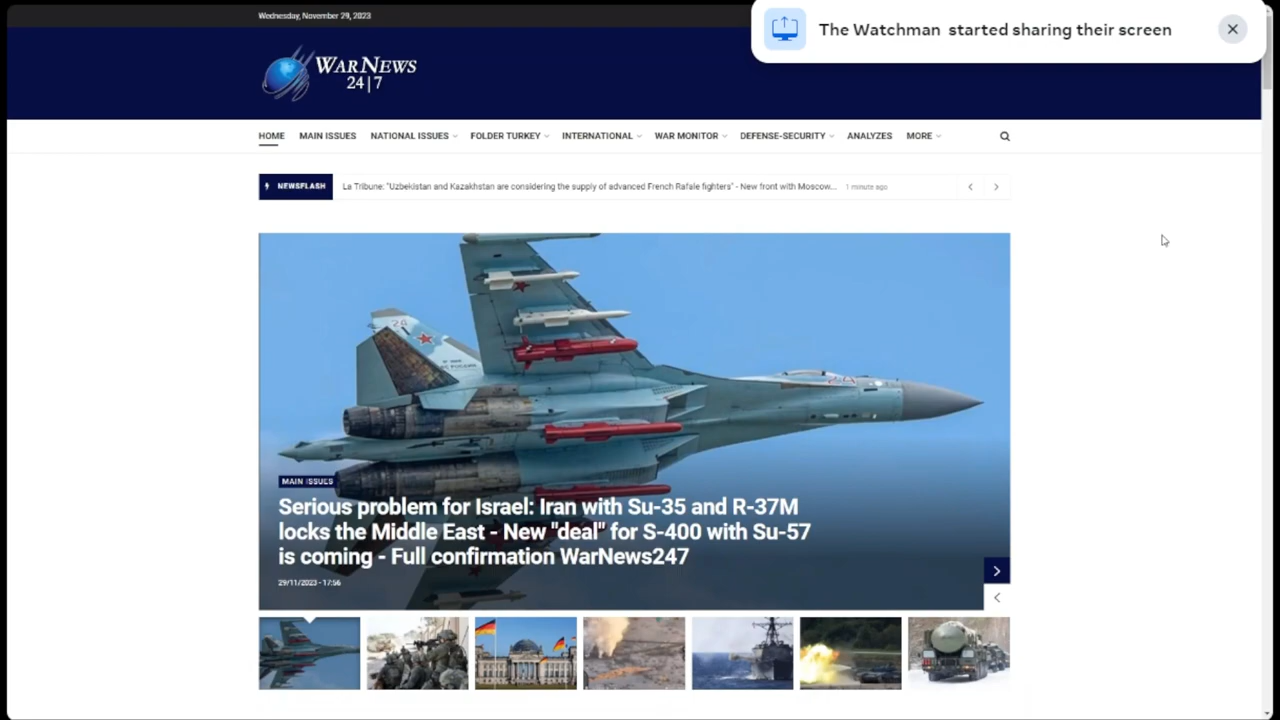 Wednesday, November 29, 2023
The Watchman started sharing their screen
WARNEWS
24|7
HOME MAIN ISSUES NATIONAL ISSUES FOLDER TURKEY INTERNATIONAL WAR MONITOR DEFENSE-SECURITY ANALYZES MORE
NEWSFLASH La Tribune: "Uzbekistan and Kazakhstan are considering the supply of advanced French Rafale fighters" - New front with Moscow... 1 minute ago
24
MAIN ISSUES
Serious problem for Israel: Iran with Su-35 and R-37M
locks the Middle East - New "deal" for S-400 with Su-57
is coming - Full confirmation WarNews247
29/11/2023 - 17:56